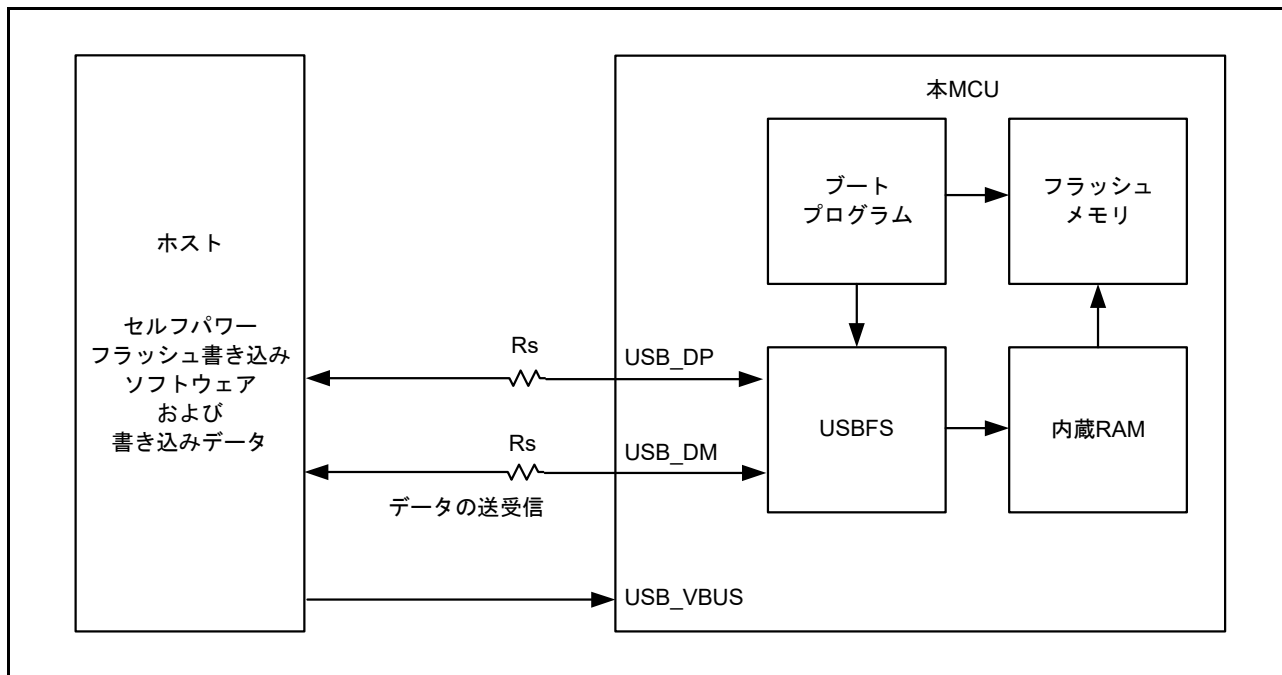 本MCU
ブート
プログラム
フラッシュ
メモリ
ホスト
セルフパワー
フラッシュ書き込み
ソフトウェア
および
書き込みデータ
Rs
USB_DP
USBFS
内蔵RAM
Rs
USB_DM
データの送受信
USB_VBUS